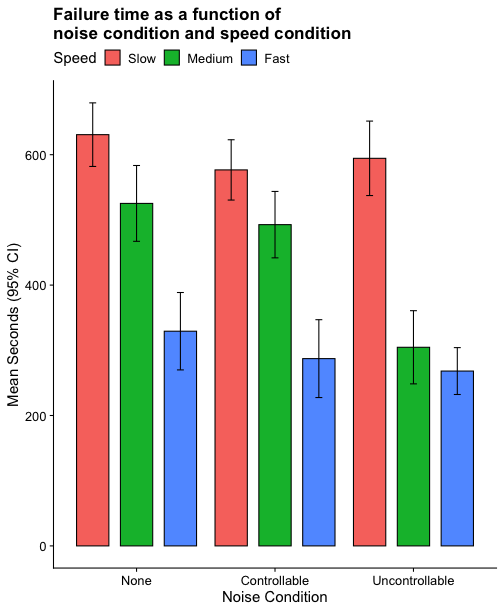 Failure time as a function of
noise condition and speed condition
Speed Slow Medium Fast
Mean Seconds (95% CI)
600
400
200
0
None Controllable Uncontrollable
Noise Condition